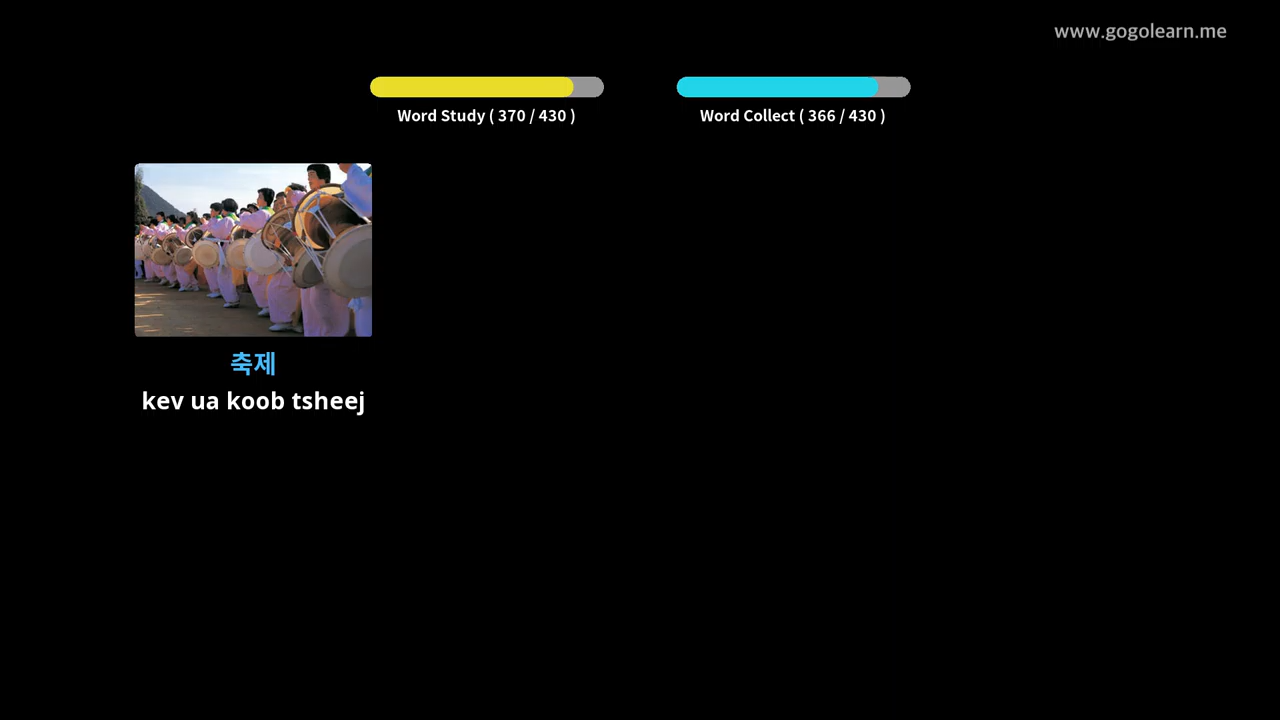 www.gogolearn.me
Word Study ( 370 / 430 )
Word Collect ( 366 / 430 )
축제
kev ua koob tsheej